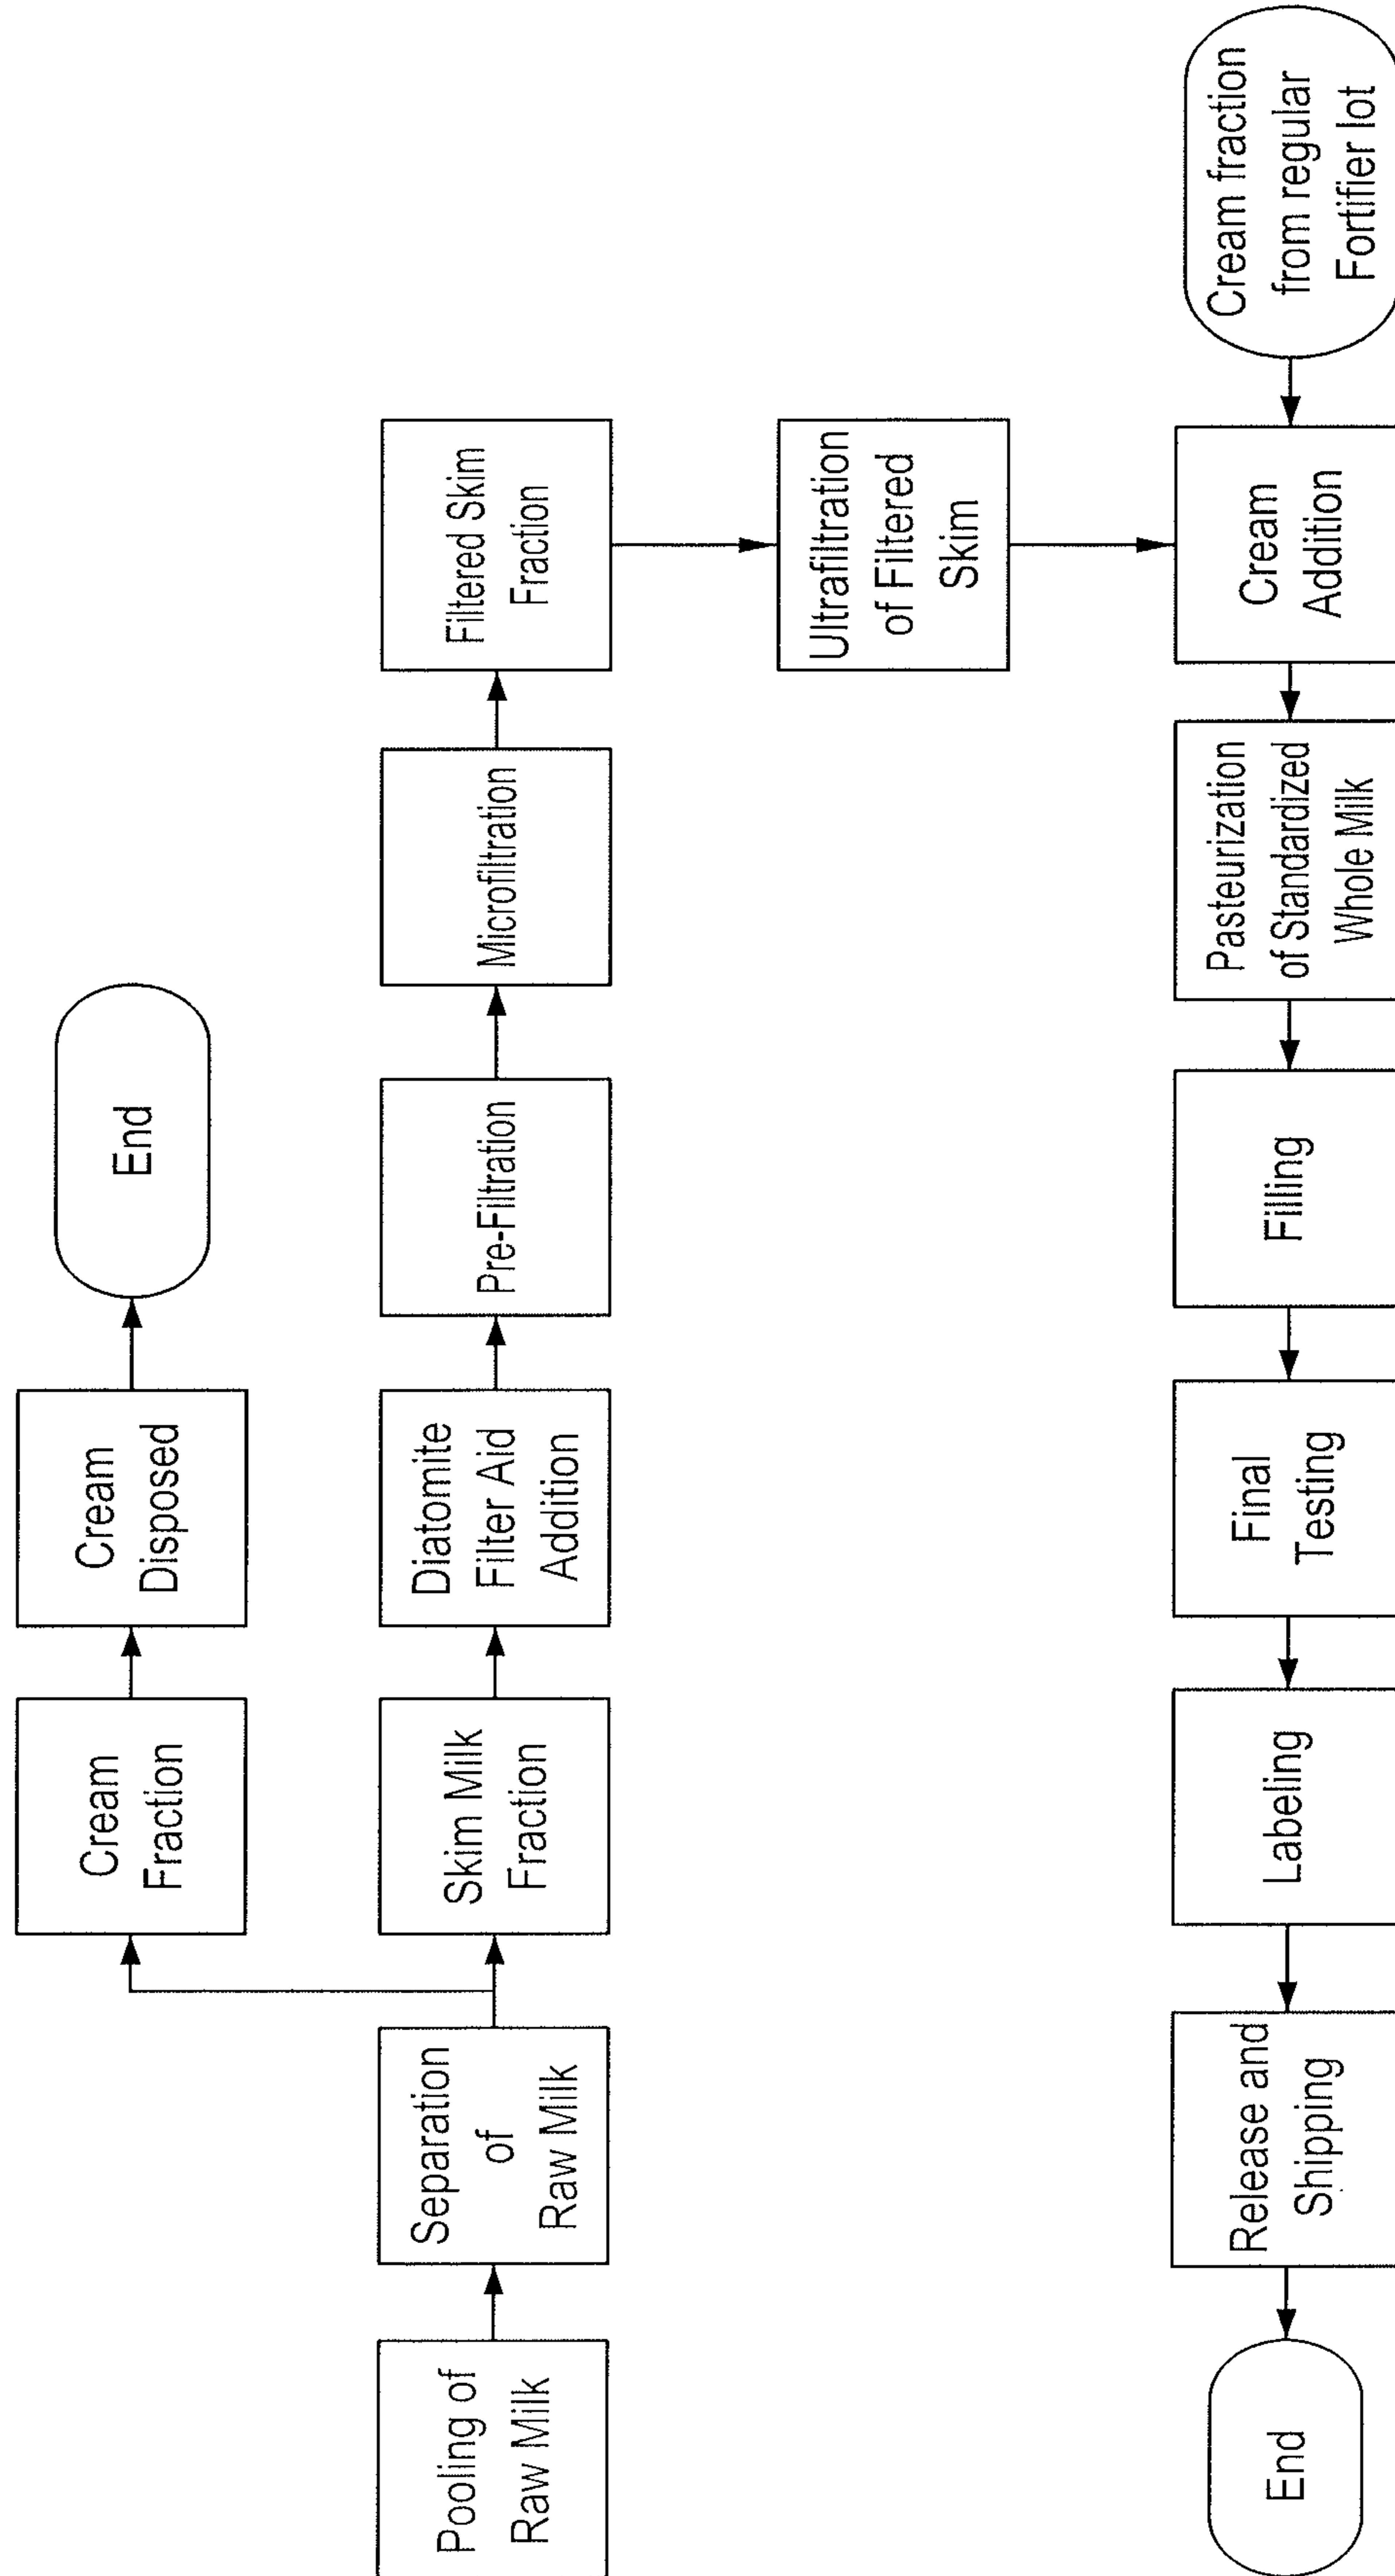 Cream
Fraction
Cream
Disposed
End
Pooling of
Raw Milk
Separation
of
Raw Milk
Skim Milk
Fraction
Diatomite
Filter Aid
Addition
Pre-Filtration
Microfiltration
Filtered Skim
Fraction
Ultrafiltration
of Filtered
Skim
Cream fraction
from regular
Fortifier lot
Cream
Addition
Pasteurization
of Standardized
Whole Milk
Filling
Final
Testing
Labeling
Release and
Shipping
End